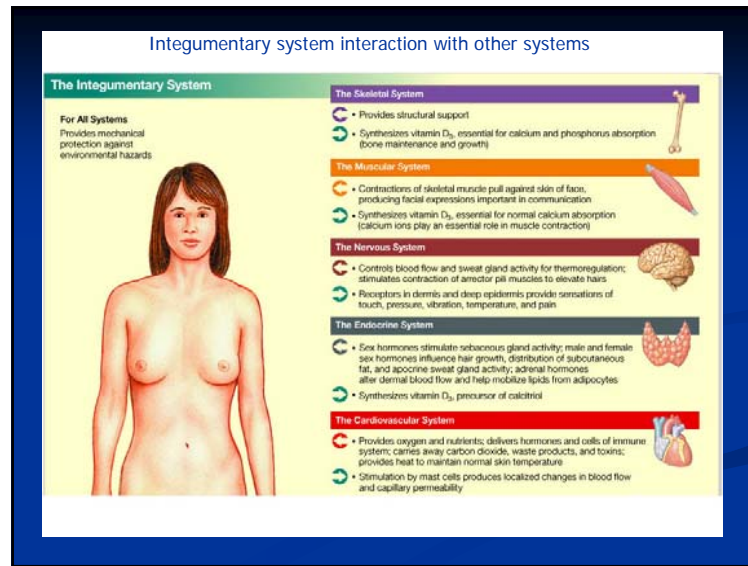 Integumentary system interaction with other systems
The Integumentary System
For All Systems
Provides mechanical
protection against
environmental hazards
The Skeletal System
• Provides structural support
• Synthesizes vitamin D₃, essential for calcium and phosphorus absorption
(bone maintenance and growth)
The Muscular System
• Contractions of skeletal muscle pull against skin of face,
producing facial expressions important in communication
• Synthesizes vitamin D₃, essential for normal calcium absorption
(calcium ions play an essential role in muscle contraction)
The Nervous System
• Controls blood flow and sweat gland activity for thermoregulation;
stimulates contraction of arrector pili muscles to elevate hairs
• Receptors in dermis and deep epidermis provide sensations of
touch, pressure, vibration, temperature, and pain
The Endocrine System
• Sex hormones stimulate sebaceous gland activity; male and female
sex hormones influence hair growth, distribution of subcutaneous
fat, and apocrine sweat gland activity; adrenal hormones
alter dermal blood flow and help mobilize lipids from adipocytes
• Synthesizes vitamin D₃, precursor of calcitriol
The Cardiovascular System
• Provides oxygen and nutrients; delivers hormones and cells of immune
system; carries away carbon dioxide, waste products, and toxins;
provides heat to maintain normal skin temperature
• Stimulation by mast cells produces localized changes in blood flow
and capillary permeability